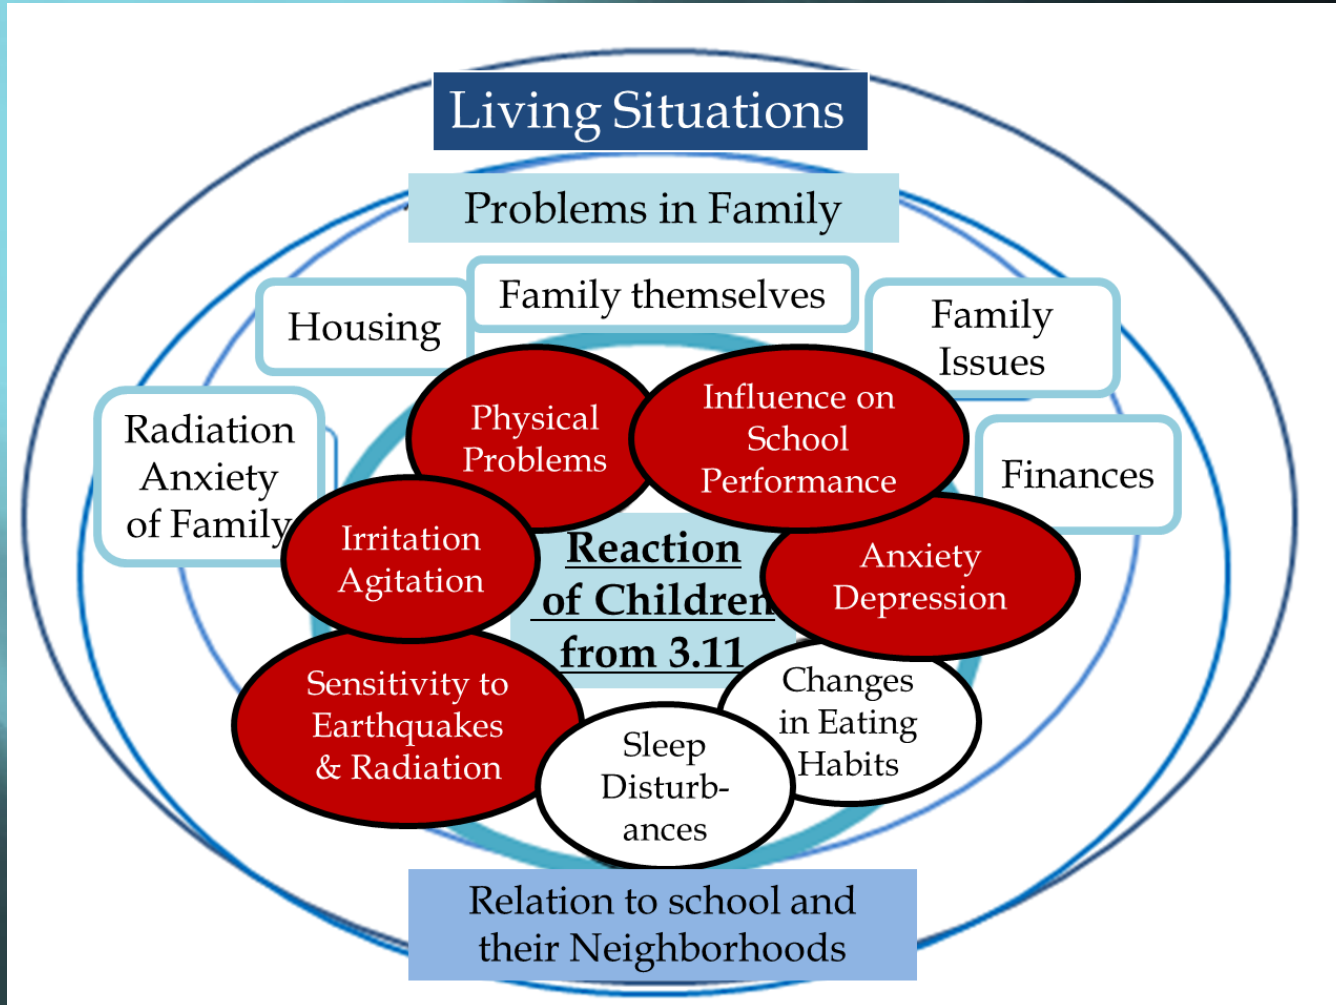 Living Situations
Problems in Family
Family themselves
Housing
Family
Issues
Radiation
Anxiety
of Family
Finances
Physical
Problems
Influence on
School
Performance
Irritation
Agitation
Anxiety
Depression
Reaction
of Children
from 3.11
Sensitivity to
Earthquakes
& Radiation
Changes
in Eating
Habits
Sleep
Disturb-
ances
Relation to school and
their Neighborhoods